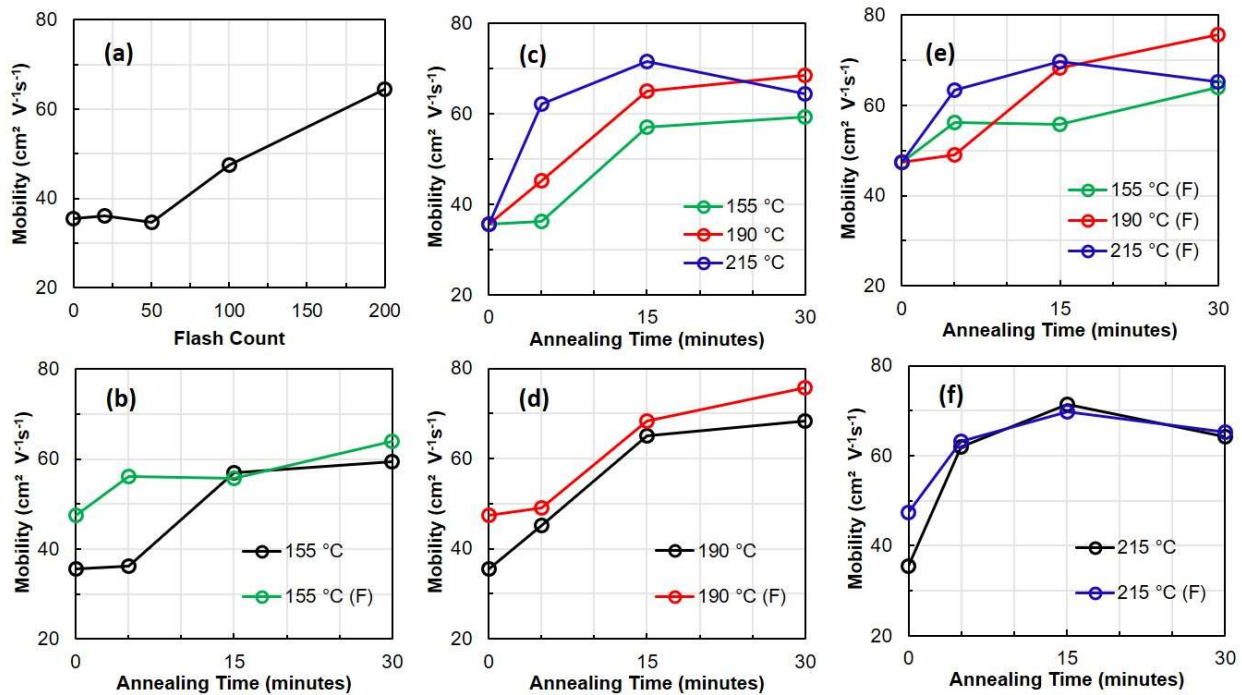 (a)
80
60
40
20
Mobility (cm² V⁻¹s⁻¹)
0 50 100 150 200
Flash Count
(c)
80
60
40
20
Mobility (cm² V⁻¹s⁻¹)
155 °C
190 °C
215 °C
0 15 30
Annealing Time (minutes)
(e)
80
60
40
20
Mobility (cm² V⁻¹s⁻¹)
155 °C (F)
190 °C (F)
215 °C (F)
0 15 30
Annealing Time (minutes)
(b)
80
60
40
20
Mobility (cm² V⁻¹s⁻¹)
155 °C
155 °C (F)
0 15 30
Annealing Time (minutes)
(d)
80
60
40
20
Mobility (cm² V⁻¹s⁻¹)
190 °C
190 °C (F)
0 15 30
Annealing Time (minutes)
(f)
80
60
40
20
Mobility (cm² V⁻¹s⁻¹)
215 °C
215 °C (F)
0 15 30
Annealing Time (minutes)